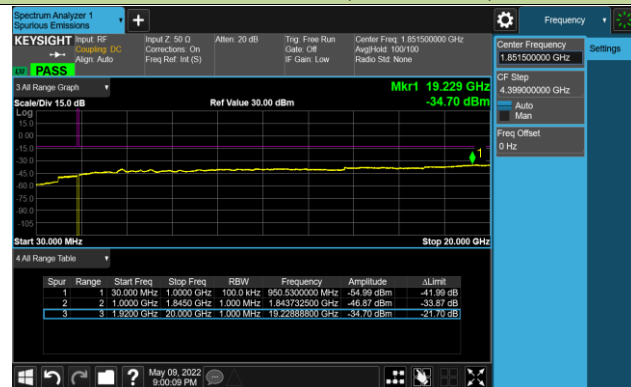 Spectrum Analyzer 1
Spurious Emissions
Frequency
KEYSIGHT
Input: RF
Coupling: DC
Align: Auto
Input Z: 50 Ω
Corrections: On
Freq Ref: Int (S)
Atten: 20 dB
Trig: Free Run
Gate: Off
IF Gain: Low
Center Freq: 1.851500000 GHz
Avg|Hold: 100/100
Radio Std: None
PASS
Center Frequency
1.851500000 GHz
Settings
CF Step
4.399000000 GHz
Auto
Man
Freq Offset
0 Hz
3 All Range Graph
Mkr1 19.229 GHz
Scale/Div 15.0 dB
Ref Value 30.00 dBm
-34.70 dBm
Log
15.0
0.00
-15.0
-30.0
-45.0
-60.0
-75.0
-90.0
-105
1
Start 30.000 MHz
Stop 20.000 GHz
4 All Range Table
Spur Range Start Freq Stop Freq RBW Frequency Amplitude ΔLimit
1 1 30.000 MHz 1.0000 GHz 100.0 kHz 950.5300000 MHz -54.99 dBm -41.99 dB
2 2 1.0000 GHz 1.8450 GHz 1.000 MHz 1.843732500 GHz -46.87 dBm -33.87 dB
3 3 1.9200 GHz 20.000 GHz 1.000 MHz 19.22888800 GHz -34.70 dBm -21.70 dB
May 09, 2022
9:00:09 PM